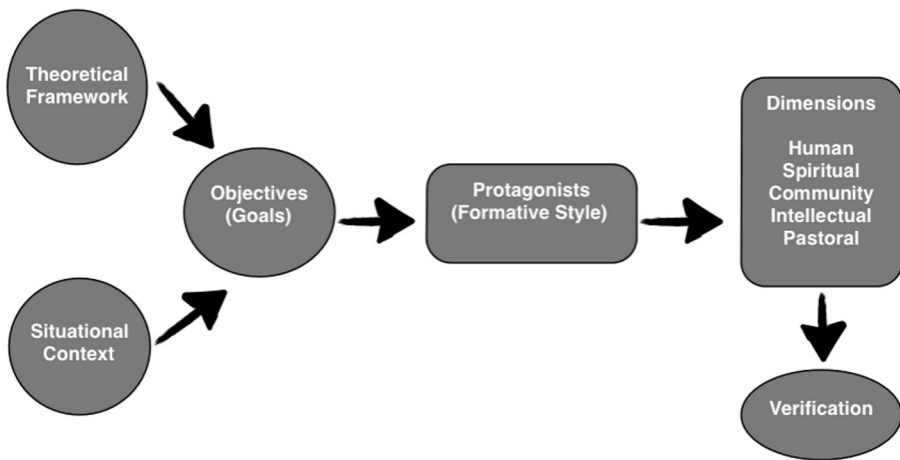 Theoretical
Framework
Situational
Context
Objectives
(Goals)
Protagonists
(Formative Style)
Dimensions
Human
Spiritual
Community
Intellectual
Pastoral
Verification